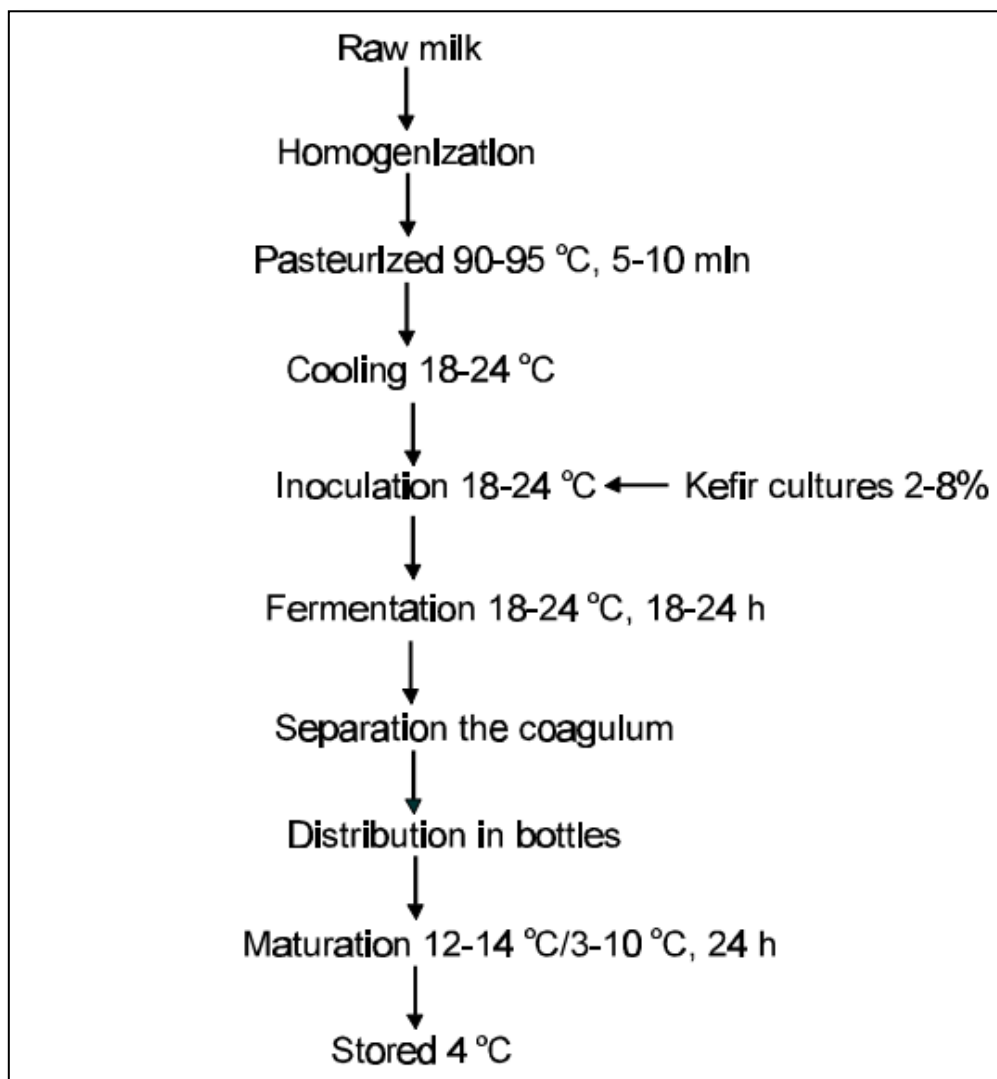 Raw milk
Homogenization
Pasteurized 90-95 °C, 5-10 min
Cooling 18-24 °C
Inoculation 18-24 °C Kefir cultures 2-8%
Fermentation 18-24 °C, 18-24 h
Separation the coagulum
Distribution in bottles
Maturation 12-14 °C/3-10 °C, 24 h
Stored 4 °C